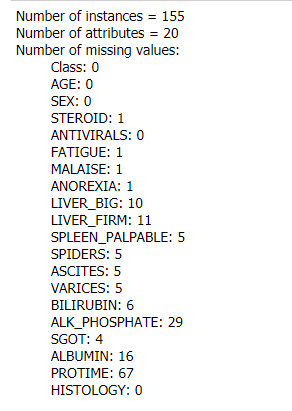 Number of instances = 155
Number of attributes = 20
Number of missing values:
Class: 0
AGE: 0
SEX: 0
STEROID: 1
ANTIVIRALS: 0
FATIGUE: 1
MALAISE: 1
ANOREXIA: 1
LIVER_BIG: 10
LIVER_FIRM: 11
SPLEEN_PALPABLE: 5
SPIDERS: 5
ASCITES: 5
VARICES: 5
BILIRUBIN: 6
ALK_PHOSPHATE: 29
SGOT: 4
ALBUMIN: 16
PROTIME: 67
HISTOLOGY: 0